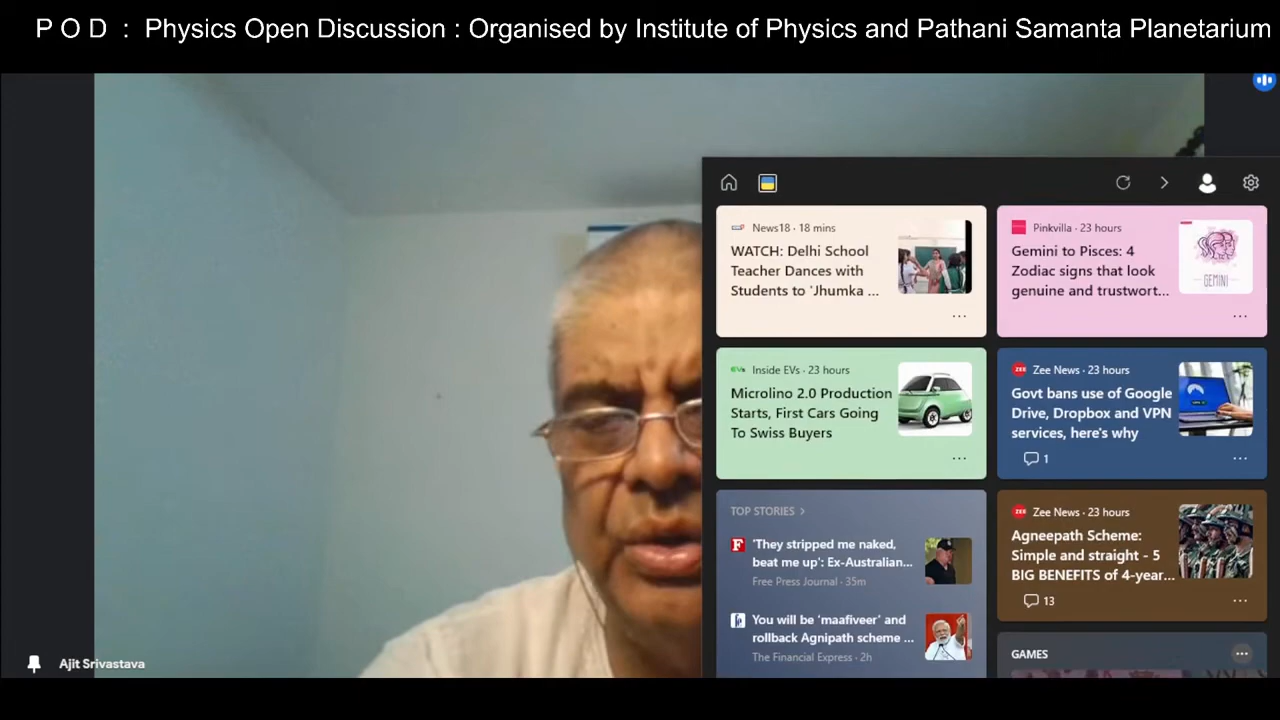 P O D  :  Physics Open Discussion : Organised by Institute of Physics and Pathani Samanta Planetarium
News18 · 18 mins
WATCH: Delhi School
Teacher Dances with
Students to 'Jhumka ...
Pinkvilla · 23 hours
Gemini to Pisces: 4
Zodiac signs that look
genuine and trustwort...
GEMINI
Inside EVs · 23 hours
Microlino 2.0 Production
Starts, First Cars Going
To Swiss Buyers
Zee News · 23 hours
Govt bans use of Google
Drive, Dropbox and VPN
services, here's why
1
TOP STORIES >
'They stripped me naked,
beat me up': Ex-Australian...
Free Press Journal · 35m
You will be 'maafiveer' and
rollback Agnipath scheme ...
The Financial Express · 2h
Zee News · 23 hours
Agneepath Scheme:
Simple and straight - 5
BIG BENEFITS of 4-year...
13
GAMES
Ajit Srivastava